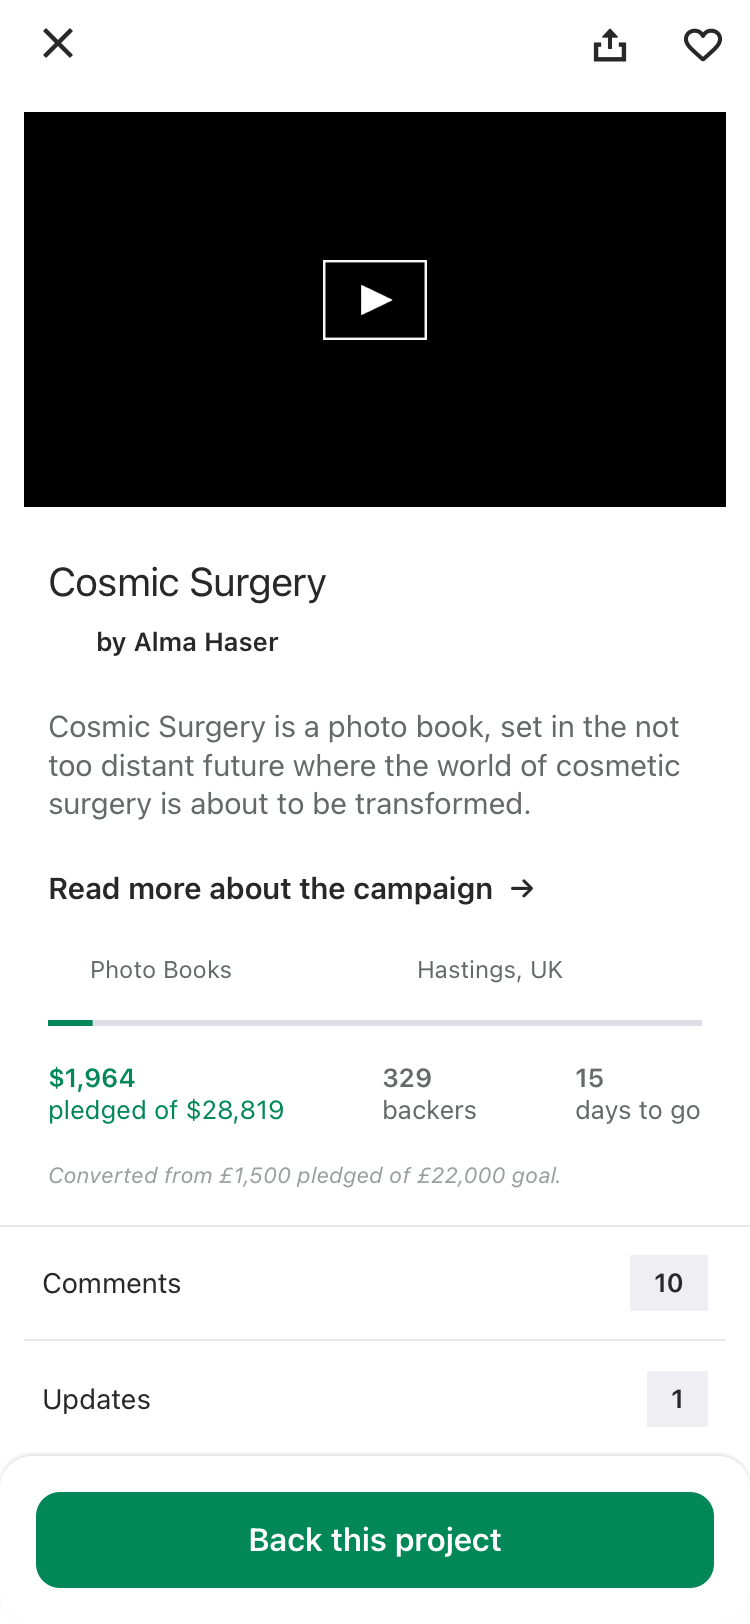 Cosmic Surgery
by Alma Haser
Cosmic Surgery is a photo book, set in the not
too distant future where the world of cosmetic
surgery is about to be transformed.
Read more about the campaign →
Photo Books
Hastings, UK
$1,964
pledged of $28,819
329
backers
15
days to go
Converted from £1,500 pledged of £22,000 goal.
Comments
10
Updates
1
Back this project